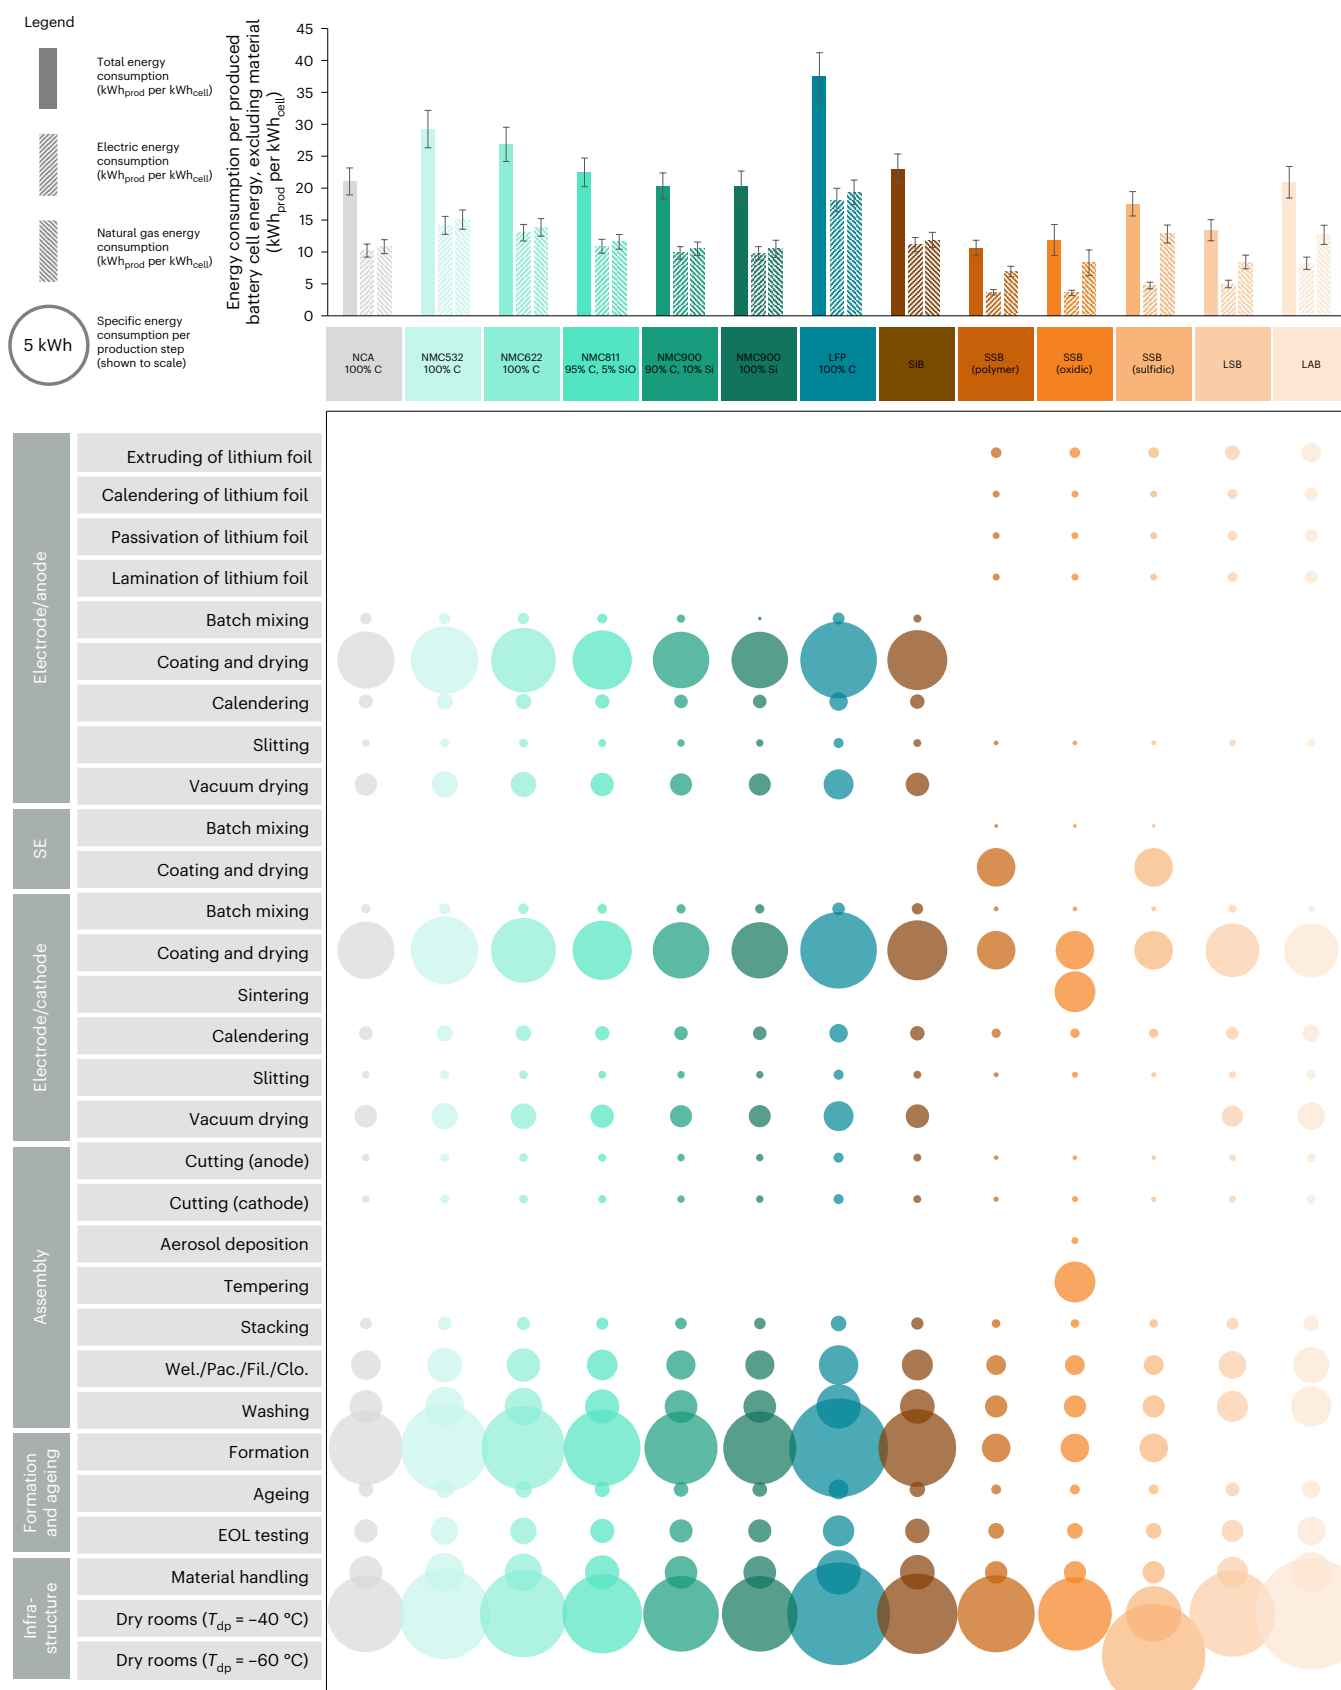 Legend
Total energy
consumption
(kWhprod per kWhcell)
Electric energy
consumption
(kWhprod per kWhcell)
Natural gas energy
consumption
(kWhprod per kWhcell)
5 kWh
Specific energy
consumption per
production step
(shown to scale)
Energy consumption per produced
battery cell energy, excluding material
(kWhprod per kWhcell)
45
40
35
30
25
20
15
10
5
0
NCA
100% C
NMC532
100% C
NMC622
100% C
NMC811
95% C, 5% SiO
NMC900
90% C, 10% Si
NMC900
100% Si
LFP
100% C
SIB
SSB
(polymer)
SSB
(oxidic)
SSB
(sulfidic)
LSB
LAB
Electrode/anode
Extruding of lithium foil
Calendering of lithium foil
Passivation of lithium foil
Lamination of lithium foil
Batch mixing
Coating and drying
Calendering
Slitting
Vacuum drying
SE
Batch mixing
Coating and drying
Electrode/cathode
Batch mixing
Coating and drying
Sintering
Calendering
Slitting
Vacuum drying
Assembly
Cutting (anode)
Cutting (cathode)
Aerosol deposition
Tempering
Stacking
Wel./Pac./Fil./Clo.
Washing
Formation
and ageing
Formation
Ageing
EOL testing
Infra-
structure
Material handling
Dry rooms (Tdp = –40 °C)
Dry rooms (Tdp = –60 °C)